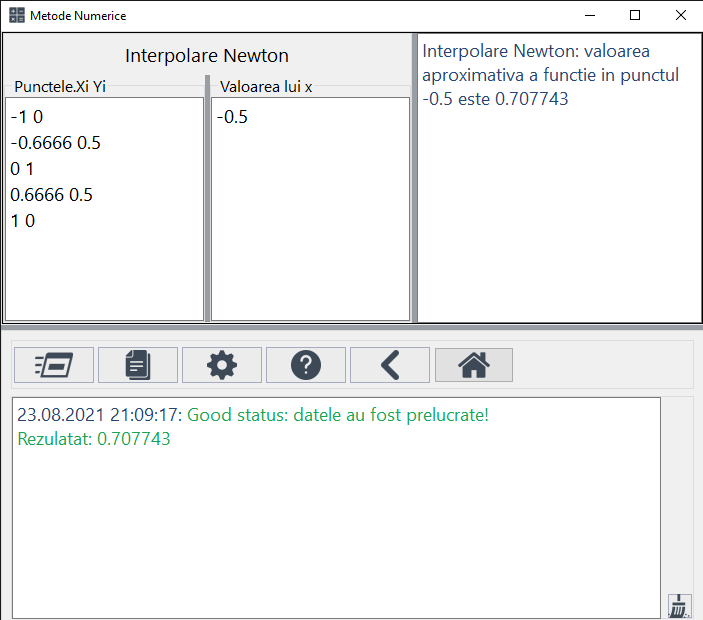 Metode Numerice
Interpolare Newton
Punctele.Xi Yi
-1 0
-0.6666 0.5
0 1
0.6666 0.5
1 0
Valoarea lui x
-0.5
Interpolare Newton: valoarea
aproximativa a functie in punctul
-0.5 este 0.707743
23.08.2021 21:09:17: Good status: datele au fost prelucrate!
Rezulatat: 0.707743